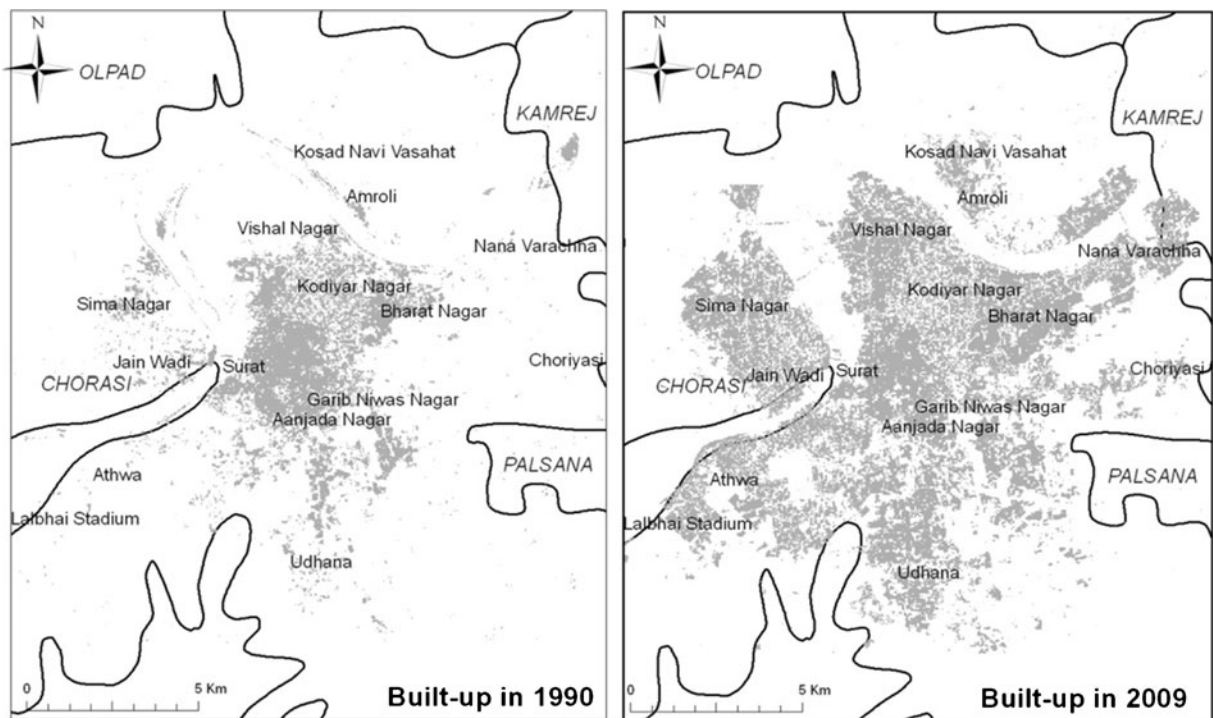 N
OLPAD
KAMREJ
Kosad Navi Vasahat
Amroli
Vishal Nagar
Nana Varachha
Kodiyar Nagar
Sima Nagar
Bharat Nagar
Jain Wadi
Surat
Choriyasi
CHORASI
Garib Niwas Nagar
Aanjada Nagar
Athwa
PALSANA
Lalbhai Stadium
Udhana
0
5 Km
Built-up in 1990
N
OLPAD
KAMREJ
Kosad Navi Vasahat
Amroli
Vishal Nagar
Nana Varachha
Kodiyar Nagar
Sima Nagar
Bharat Nagar
Jain Wadi
Surat
Choriyasi
CHORASI
Garib Niwas Nagar
Aanjada Nagar
Athwa
PALSANA
Lalbhai Stadium
Udhana
0
5 Km
Built-up in 2009